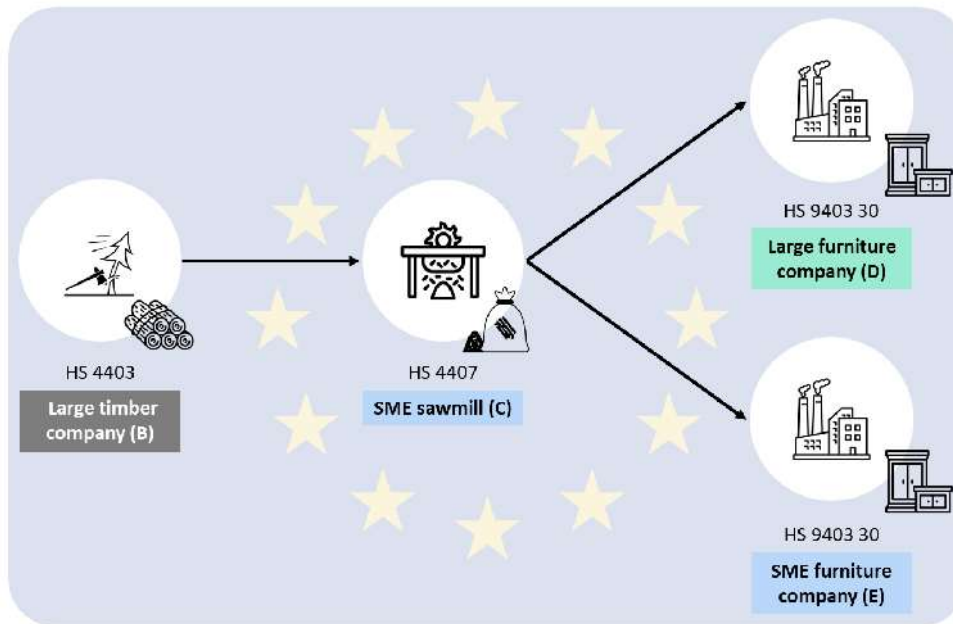 HS 4403
Large timber
company (B)
HS 4407
SME sawmill (C)
HS 9403 30
Large furniture
company (D)
HS 9403 30
SME furniture
company (E)